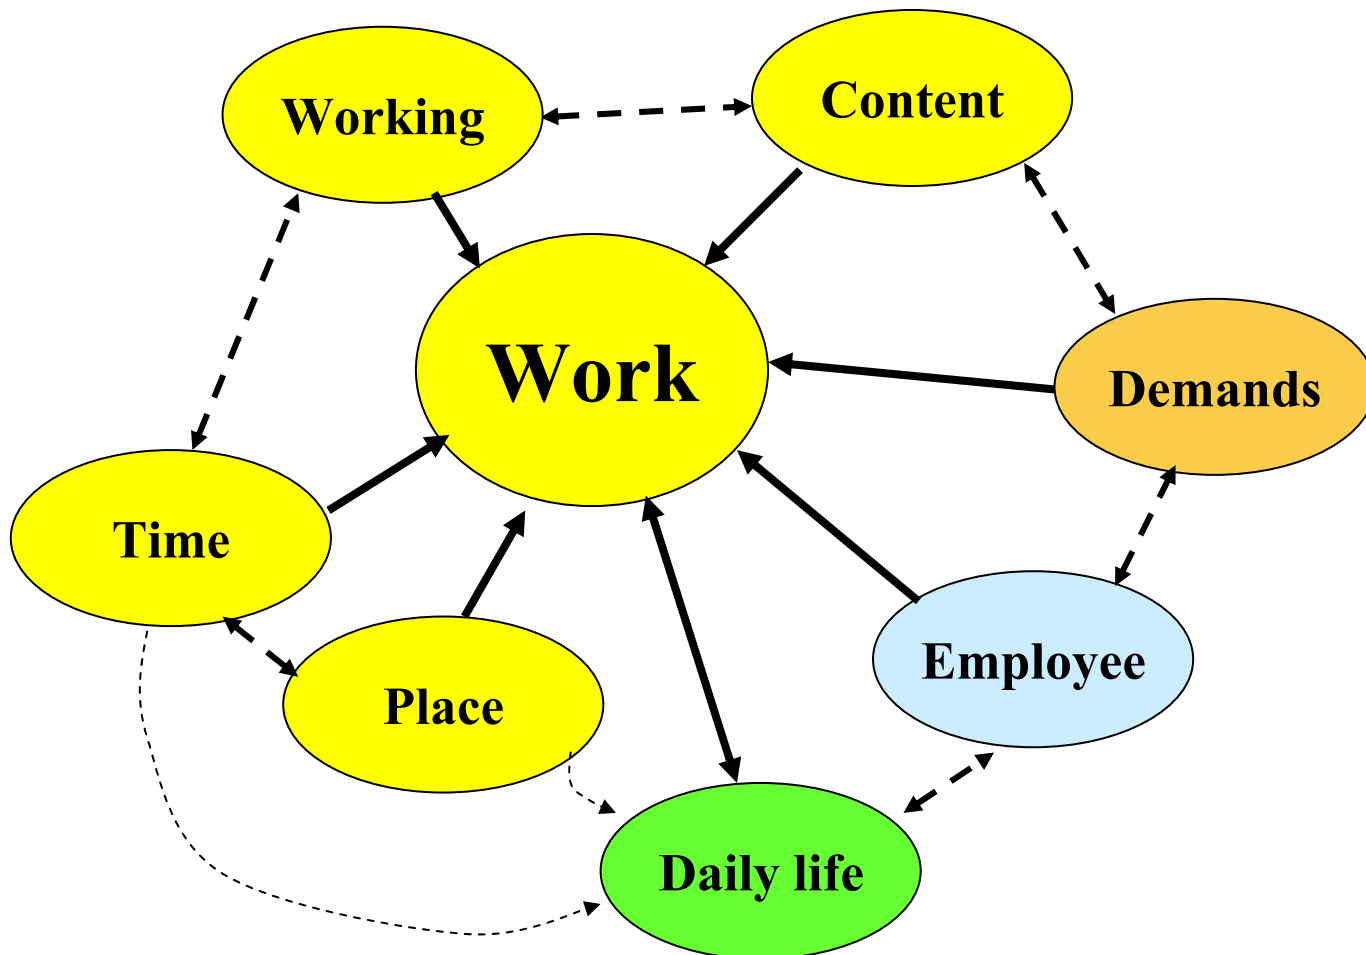 Working
Content
Work
Demands
Time
Employee
Place
Daily life